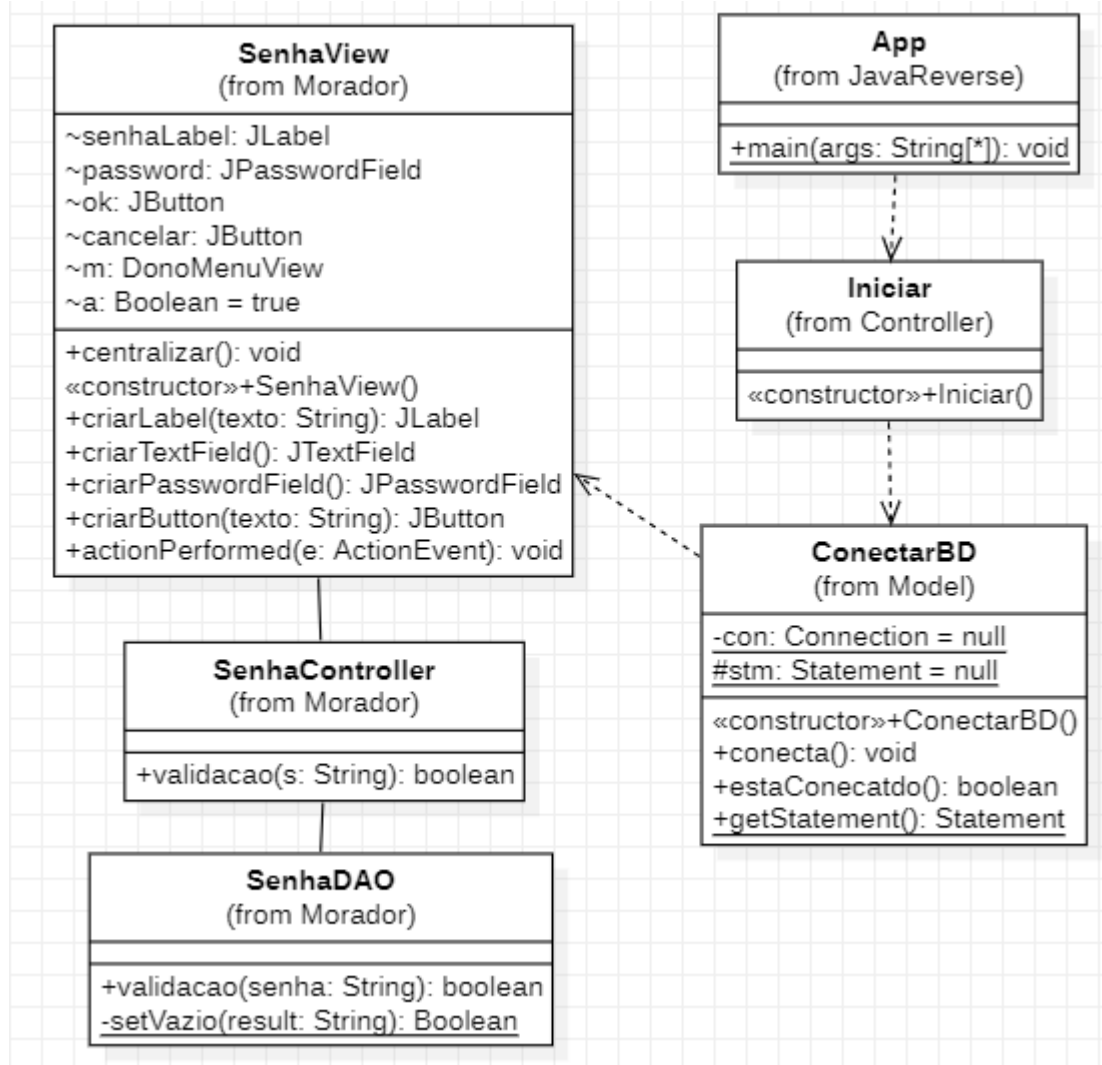 SenhaView
(from Morador)
~senhaLabel: JLabel
~password: JPasswordField
~ok: JButton
~cancelar: JButton
~m: DonoMenuView
~a: Boolean = true
+centralizar(): void
«constructor»+SenhaView()
+criarLabel(texto: String): JLabel
+criarTextField(): JTextField
+criarPasswordField(): JPasswordField
+criarButton(texto: String): JButton
+actionPerformed(e: ActionEvent): void
SenhaController
(from Morador)
+validacao(s: String): boolean
SenhaDAO
(from Morador)
+validacao(senha: String): boolean
-setVazio(result: String): Boolean
App
(from JavaReverse)
+main(args: String[*]): void
Iniciar
(from Controller)
«constructor»+Iniciar()
ConectarBD
(from Model)
-con: Connection = null
#stm: Statement = null
«constructor»+ConectarBD()
+conecta(): void
+estaConecatdo(): boolean
+getStatement(): Statement